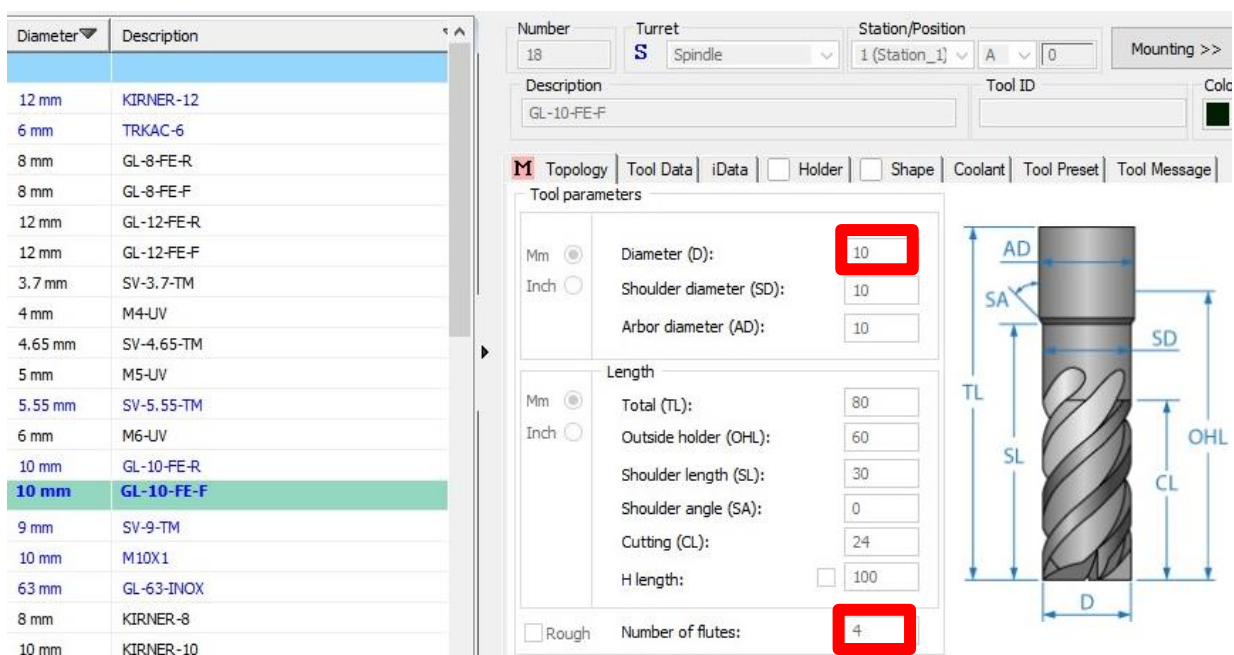 Diameter Description
12 mm KIRNER-12
6 mm TRKAC-6
8 mm GL-8-FE-R
8 mm GL-8-FE-F
12 mm GL-12-FE-R
12 mm GL-12-FE-F
3.7 mm SV-3.7-TM
4 mm M4-UV
4.65 mm SV-4.65-TM
5 mm M5-UV
5.55 mm SV-5.55-TM
6 mm M6-UV
10 mm GL-10-FE-R
10 mm GL-10-FE-F
9 mm SV-9-TM
10 mm M10X1
63 mm GL-63-INOX
8 mm KIRNER-8
10 mm KIRNER-10
Number Turret Station/Position
18 S Spindle 1 (Station_1) A 0 Mounting >>
Description Tool ID Colo
GL-10-FE-F
M Topology Tool Data iData Holder Shape Coolant Tool Preset Tool Message
Tool parameters
Mm Diameter (D): 10
Inch Shoulder diameter (SD): 10
Arbor diameter (AD): 10
Length
Mm Total (TL): 80
Inch Outside holder (OHL): 60
Shoulder length (SL): 30
Shoulder angle (SA): 0
Cutting (CL): 24
H length: 100
Rough Number of flutes: 4
AD
SA
SD
TL
OHL
SL
CL
D